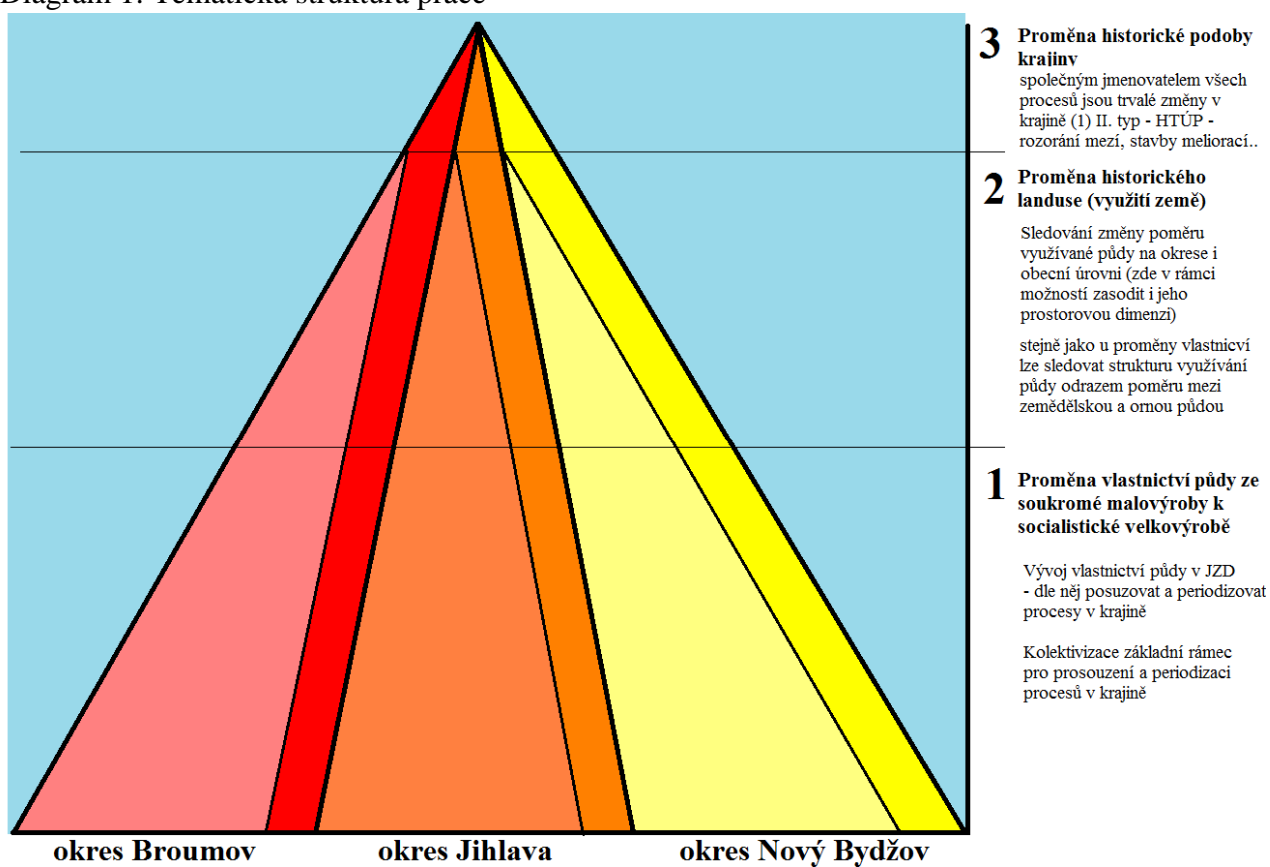 Diagram 1: Tematická struktura práce
3
Proměna historické podoby
krajiny
společným jmenovatelem všech
procesů jsou trvalé změny v
krajině (1) II. typ - HTÚP -
rozorání mezí, stavby meliorací..
2
Proměna historického
landuse (využití země)
Sledování změny poměru
využívané půdy na okrese i
obecní úrovni (zde v rámci
možností zasodit i jeho
prostorovou dimenzi)
stejně jako u proměny vlastnicví
lze sledovat strukturu využívání
půdy odrazem poměru mezi
zemědělskou a ornou půdou
1
Proměna vlastnictví půdy ze
soukromé malovýroby k
socialistické velkovýrobě
Vývoj vlastnictví půdy v JZD
- dle něj posuzovat a periodizovat
procesy v krajině
Kolektivizace základní rámec
pro prosouzení a periodizaci
procesů v krajině
okres Broumov
okres Jihlava
okres Nový Bydžov